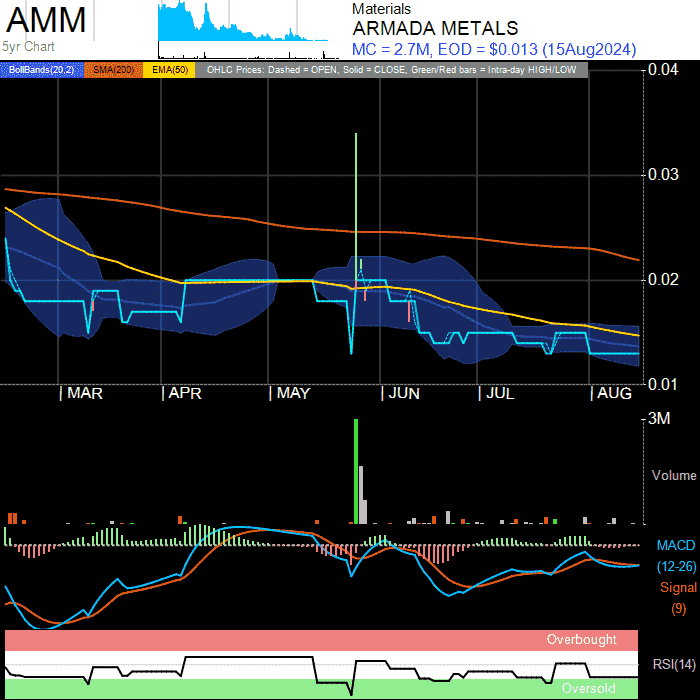 AMM
5yr Chart
Materials
ARMADA METALS
MC = 2.7M, EOD = $0.013 (15Aug2024)
BollBands(20,2) SMA(200) EMA(50) OHLC Prices: Dashed = OPEN, Solid = CLOSE, Green/Red bars = Intra-day HIGH/LOW
0.04
0.03
0.02
0.01
MAR APR MAY JUN JUL AUG
3M
Volume
MACD
(12-26)
Signal
(9)
Overbought
RSI(14)
Oversold